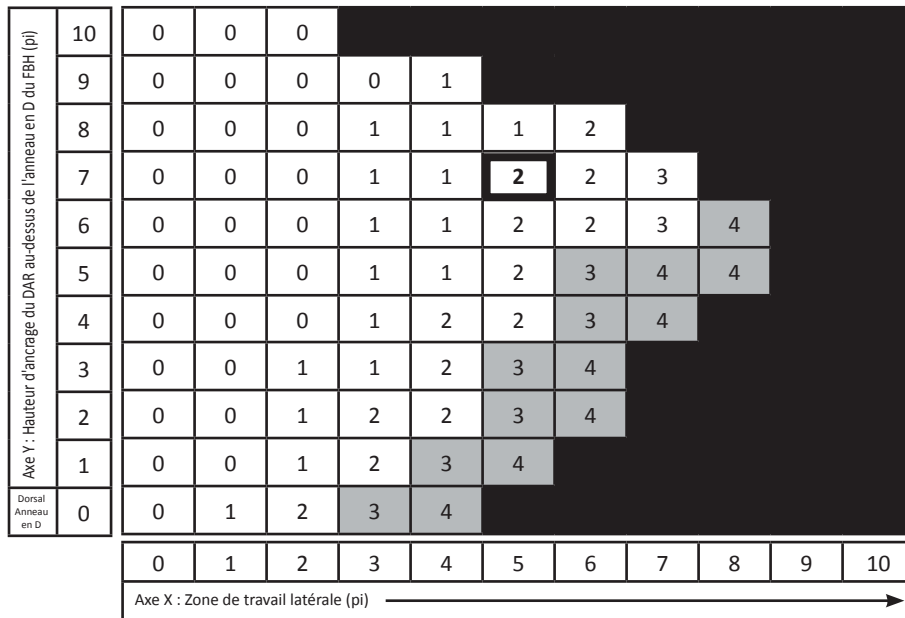 Axe Y : Hauteur d'ancrage du DAR au-dessus de l'anneau en D du FBH (pi)
10 0 0 0
9 0 0 0 0 1
8 0 0 0 1 1 1 2
7 0 0 0 1 1 2 2 3
6 0 0 0 1 1 2 2 3 4
5 0 0 0 1 1 2 3 4 4
4 0 0 0 1 2 2 3 4
3 0 0 1 1 2 3 4
2 0 0 1 2 2 3 4
1 0 0 1 2 3 4
Dorsal
Anneau
en D
0 0 1 2 3 4
0 1 2 3 4 5 6 7 8 9 10
Axe X : Zone de travail latérale (pi)